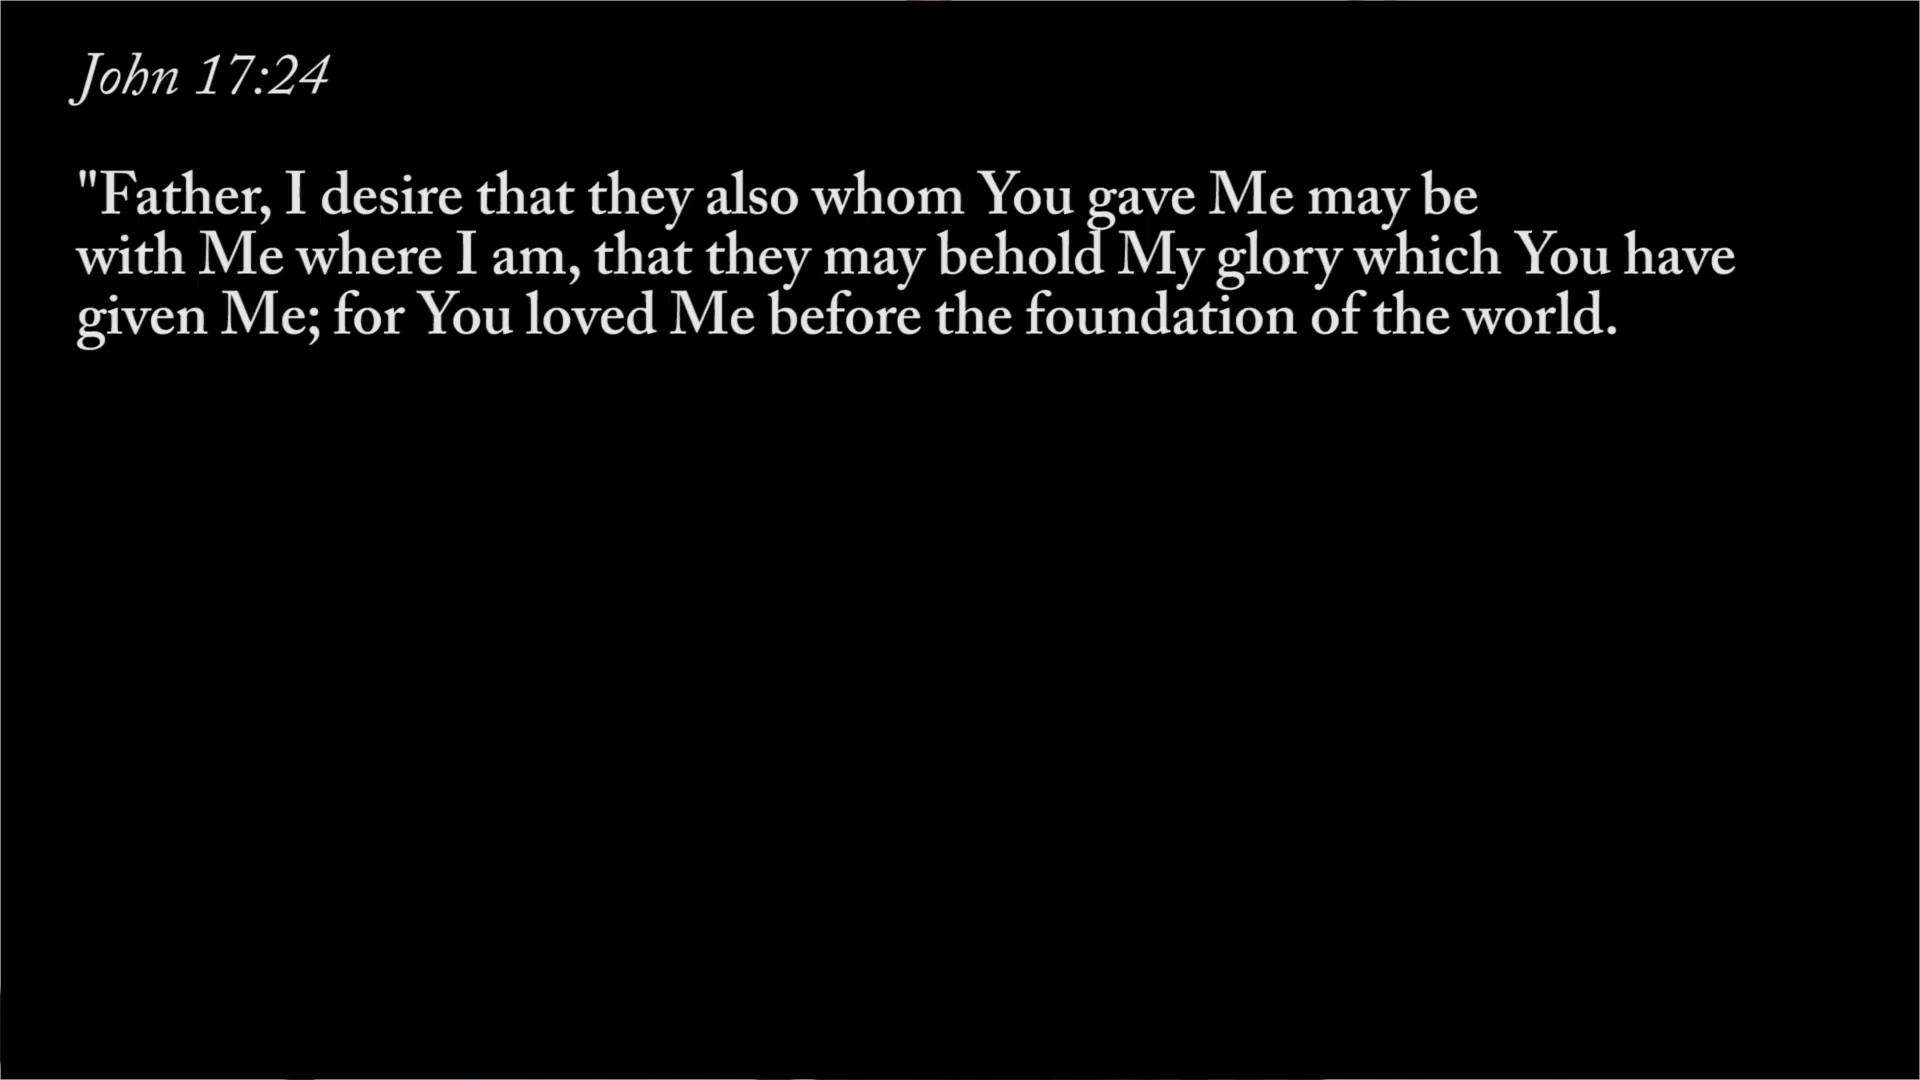 John 17:24
"Father, I desire that they also whom You gave Me may be
with Me where I am, that they may behold My glory which You have
given Me; for You loved Me before the foundation of the world.